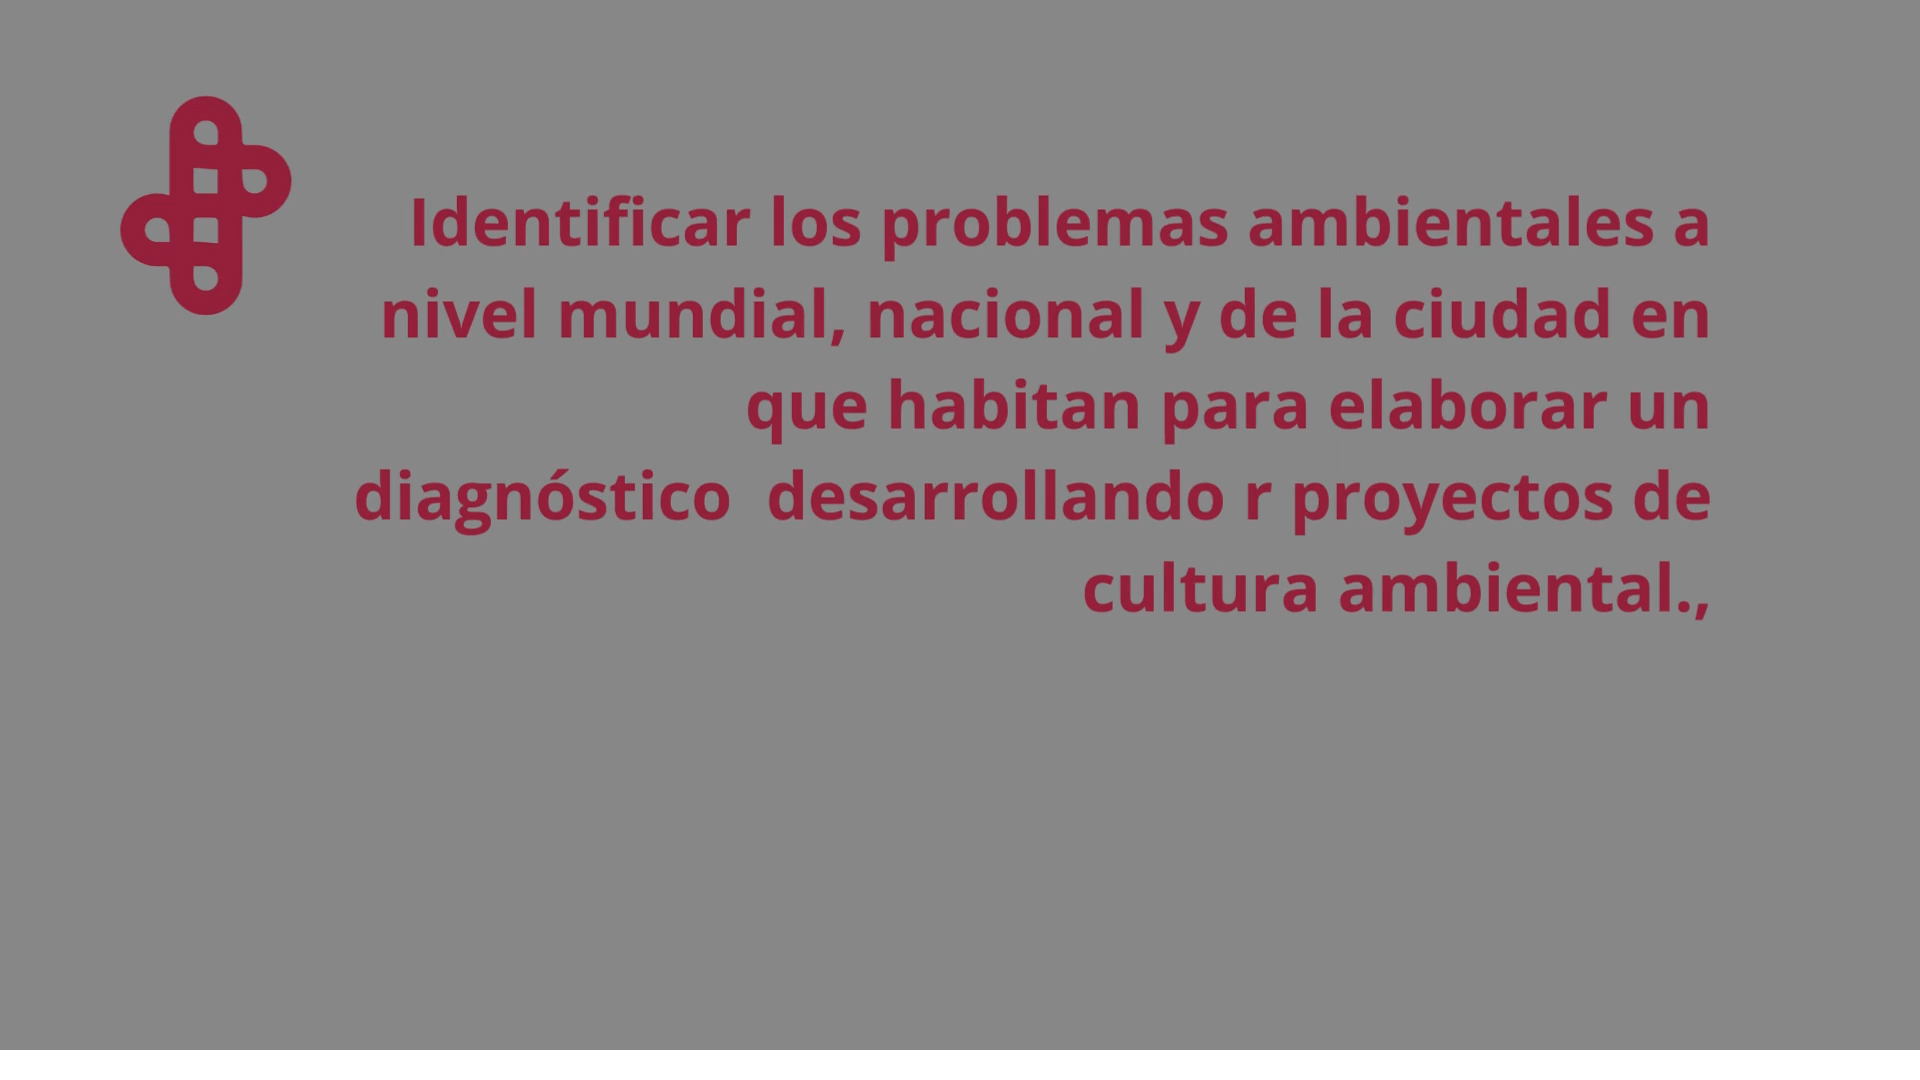 Identificar los problemas ambientales a
nivel mundial, nacional y de la ciudad en
que habitan para elaborar un
diagnóstico  desarrollando r proyectos de
cultura ambiental.,